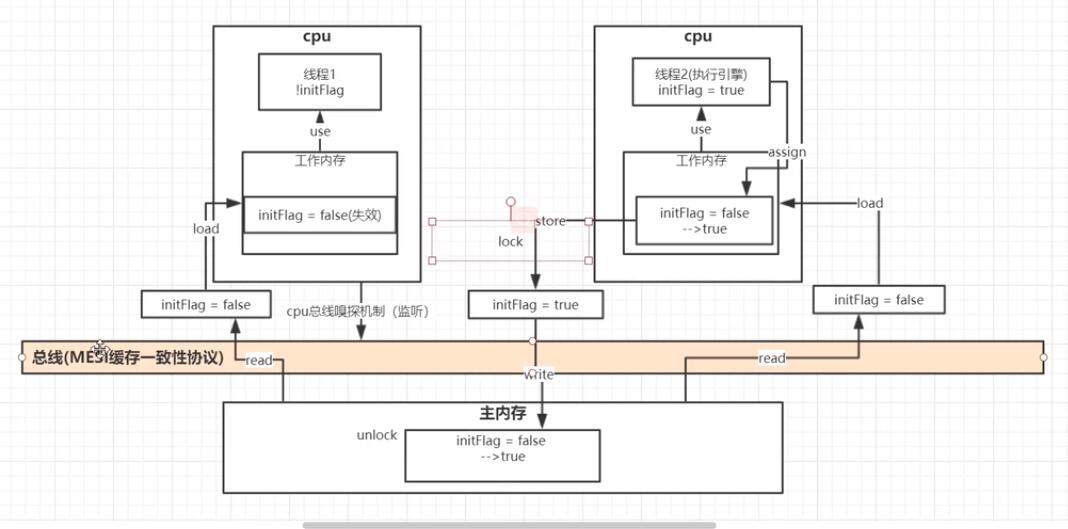 cpu
线程1
!initFlag
use
工作内存
initFlag = false(失效)
load
initFlag = false
cpu总线嗅探机制（监听）
cpu
线程2(执行引擎)
initFlag = true
use
assign
工作内存
initFlag = false
-->true
load
store
lock
initFlag = true
initFlag = false
总线(MESI缓存一致性协议)
read
write
read
主内存
unlock
initFlag = false
-->true